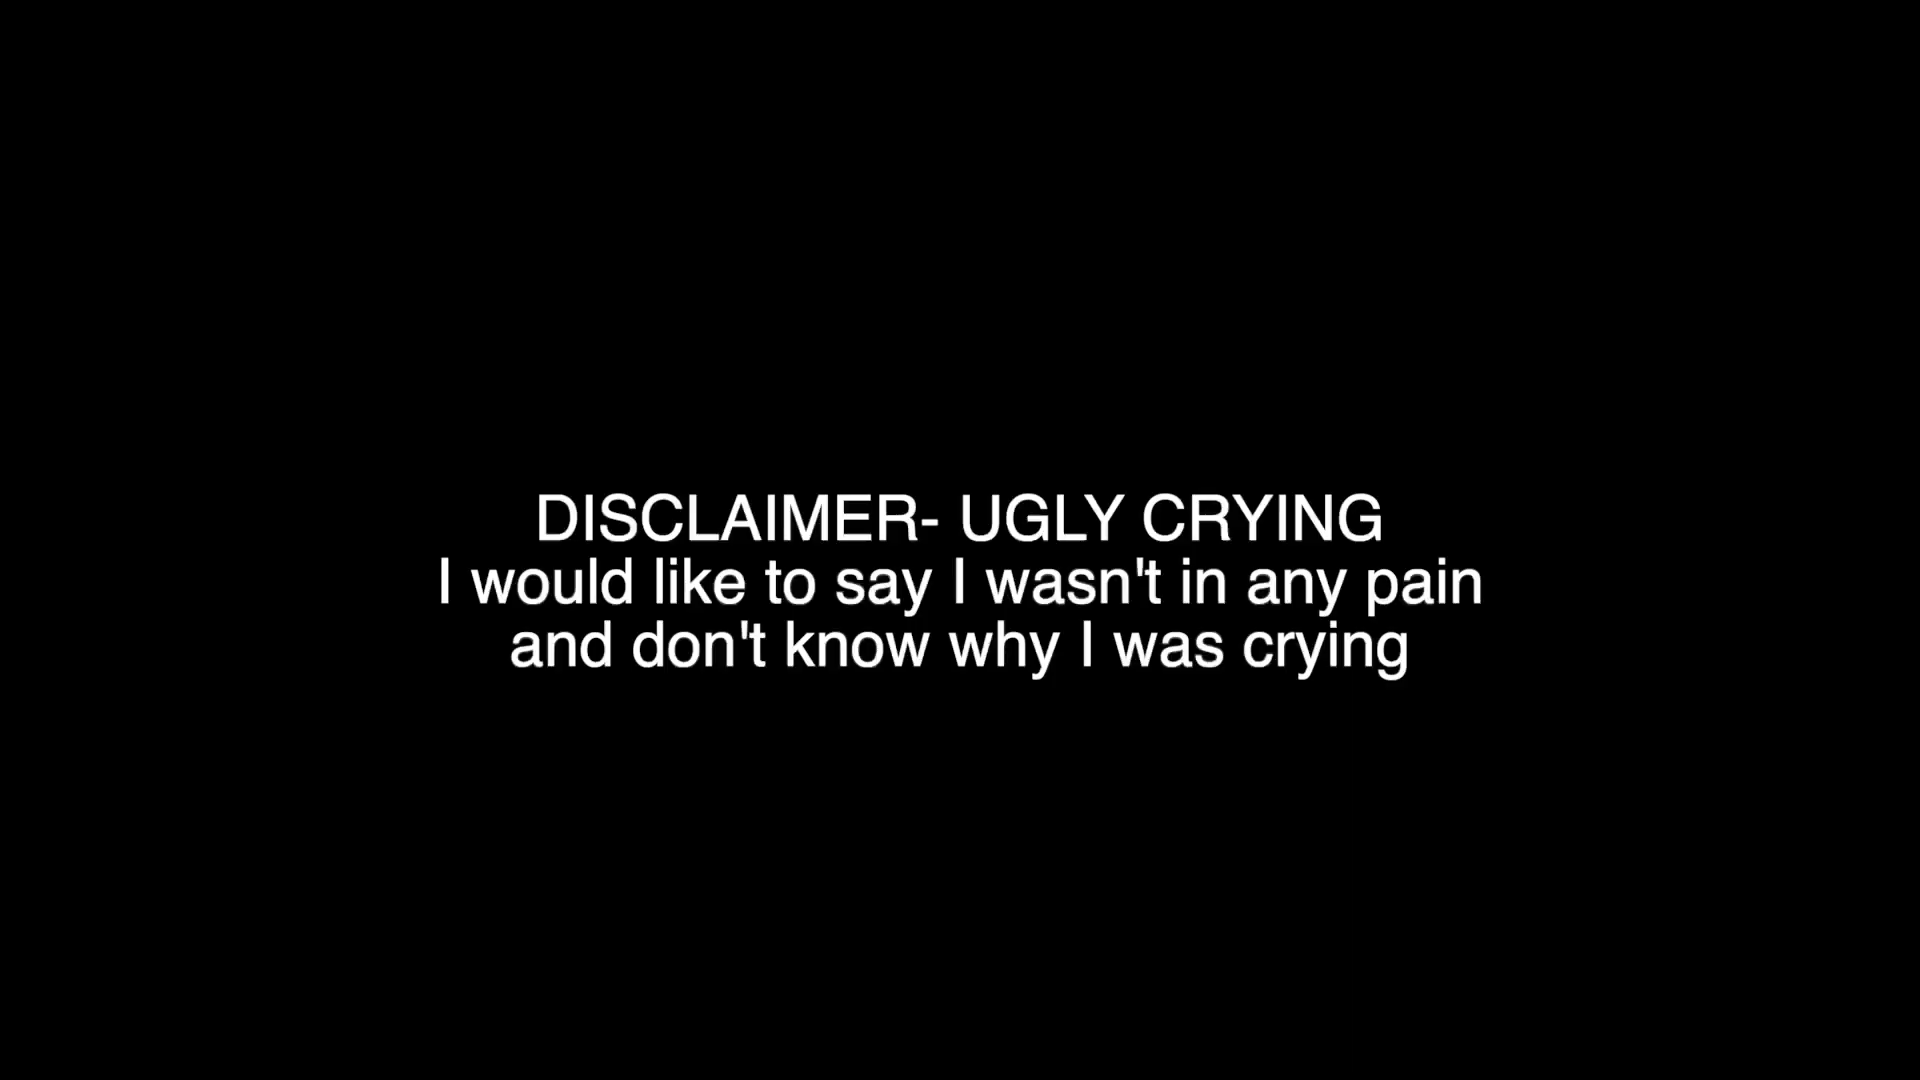 DISCLAIMER- UGLY CRYING
I would like to say I wasn't in any pain
and don't know why I was crying